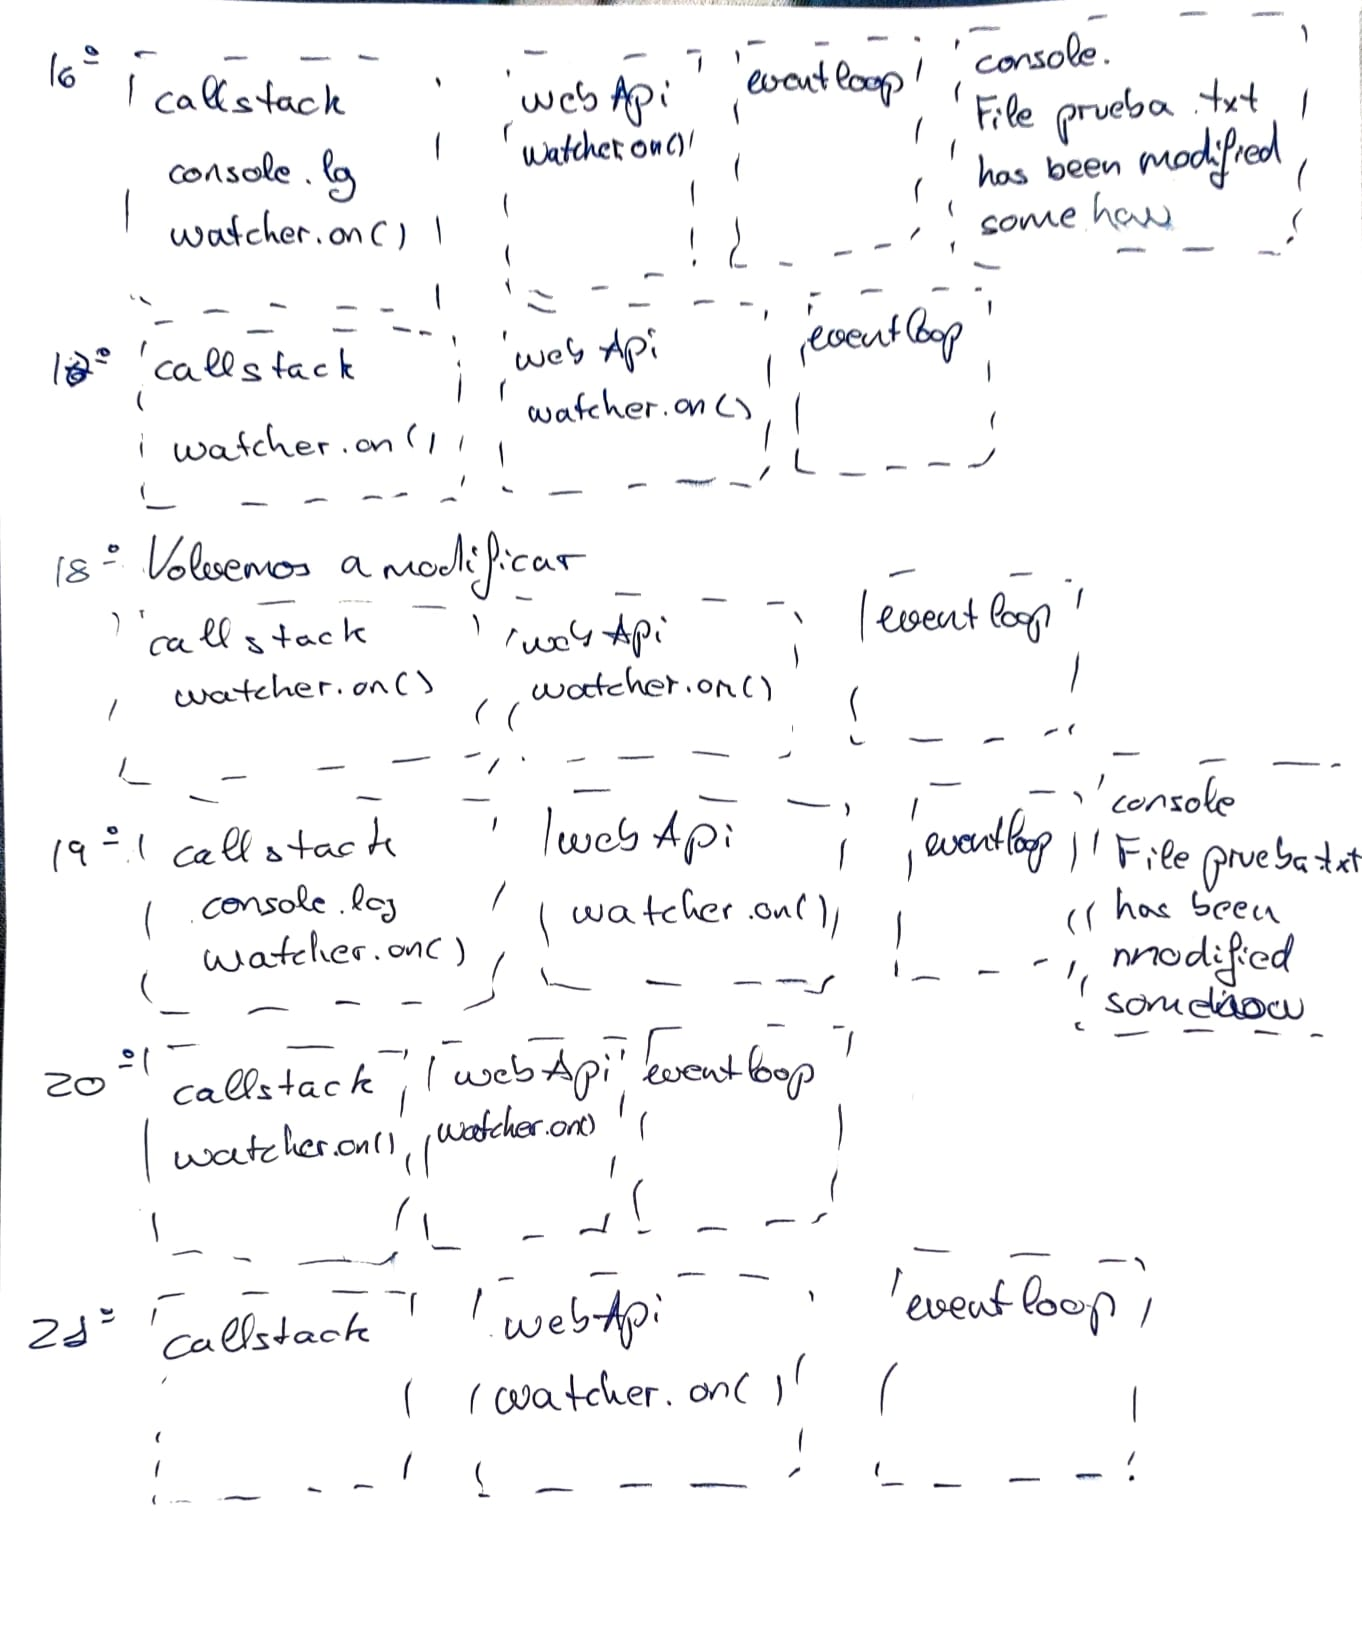 16º callstack
console.lg
watcher.on()
web Api
watcher on()
event loop
console.
File prueba .txt
has been modified
some how
callstack
watcher.on()
web Api
watcher.on()
event loop
18º Volvemos a modificar
callstack
watcher.on()
web Api
watcher.on()
event loop
19º callstack
console.log
watcher.on()
web Api
watcher.on()
event loop
console
File prueba txt
has been
modified
20º callstack
watcher.on()
web Api
watcher.on()
event loop
21º callstack
web Api
watcher.on()
event loop